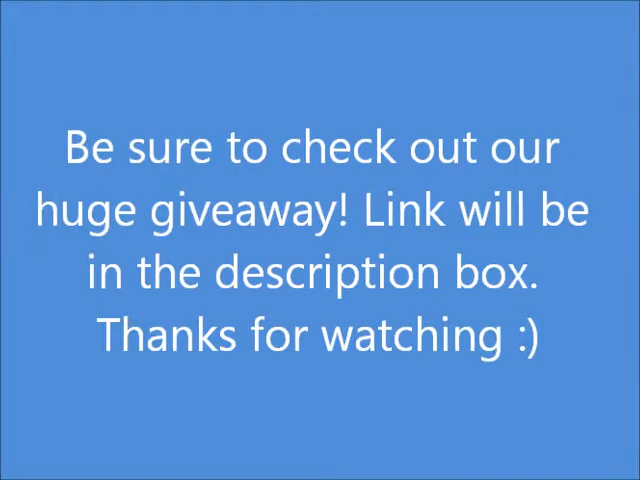 Be sure to check out our
huge giveaway! Link will be
in the description box.
Thanks for watching :)